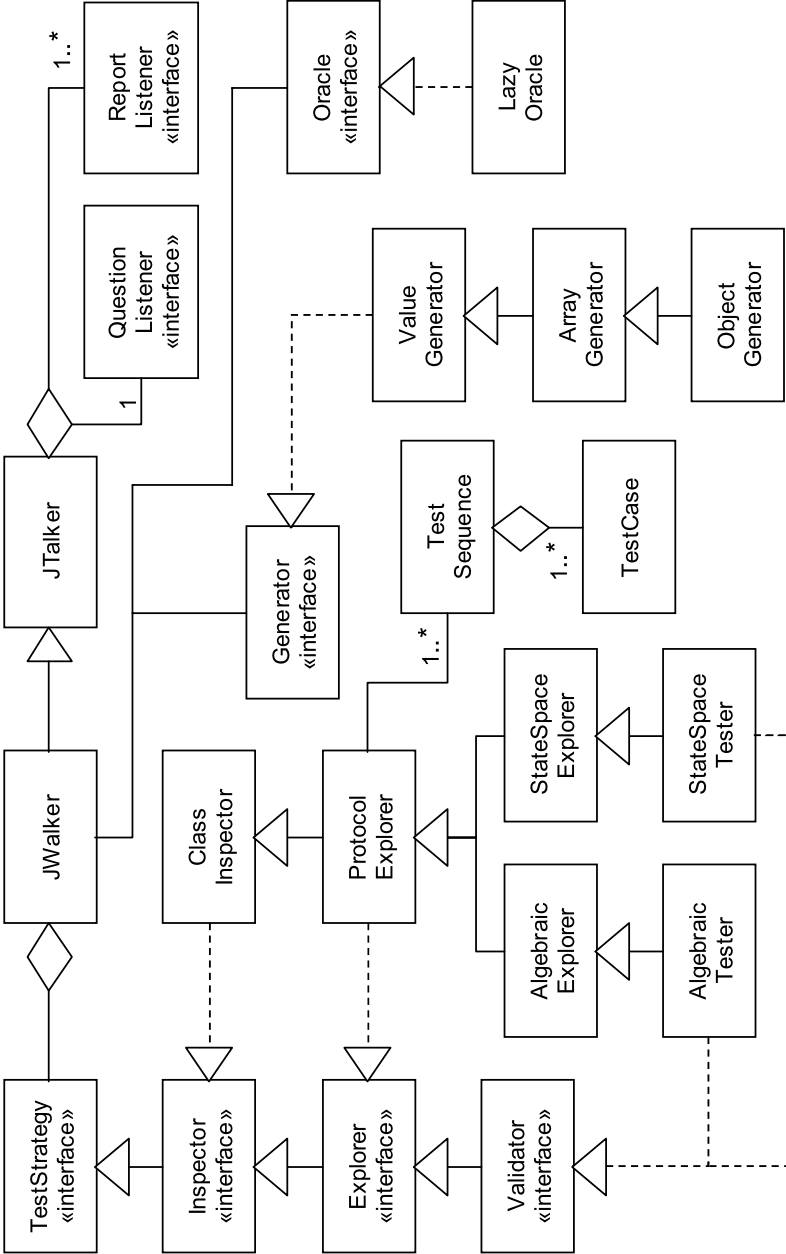 TestStrategy
«interface»
JWalker
JTalker
1
Question
Listener
«interface»
1..*
Report
Listener
«interface»
Inspector
«interface»
Class
Inspector
Generator
«interface»
Oracle
«interface»
Explorer
«interface»
Protocol
Explorer
1..*
Test
Sequence
Value
Generator
Lazy
Oracle
Validator
«interface»
Algebraic
Explorer
StateSpace
Explorer
1..*
TestCase
Array
Generator
Algebraic
Tester
StateSpace
Tester
Object
Generator